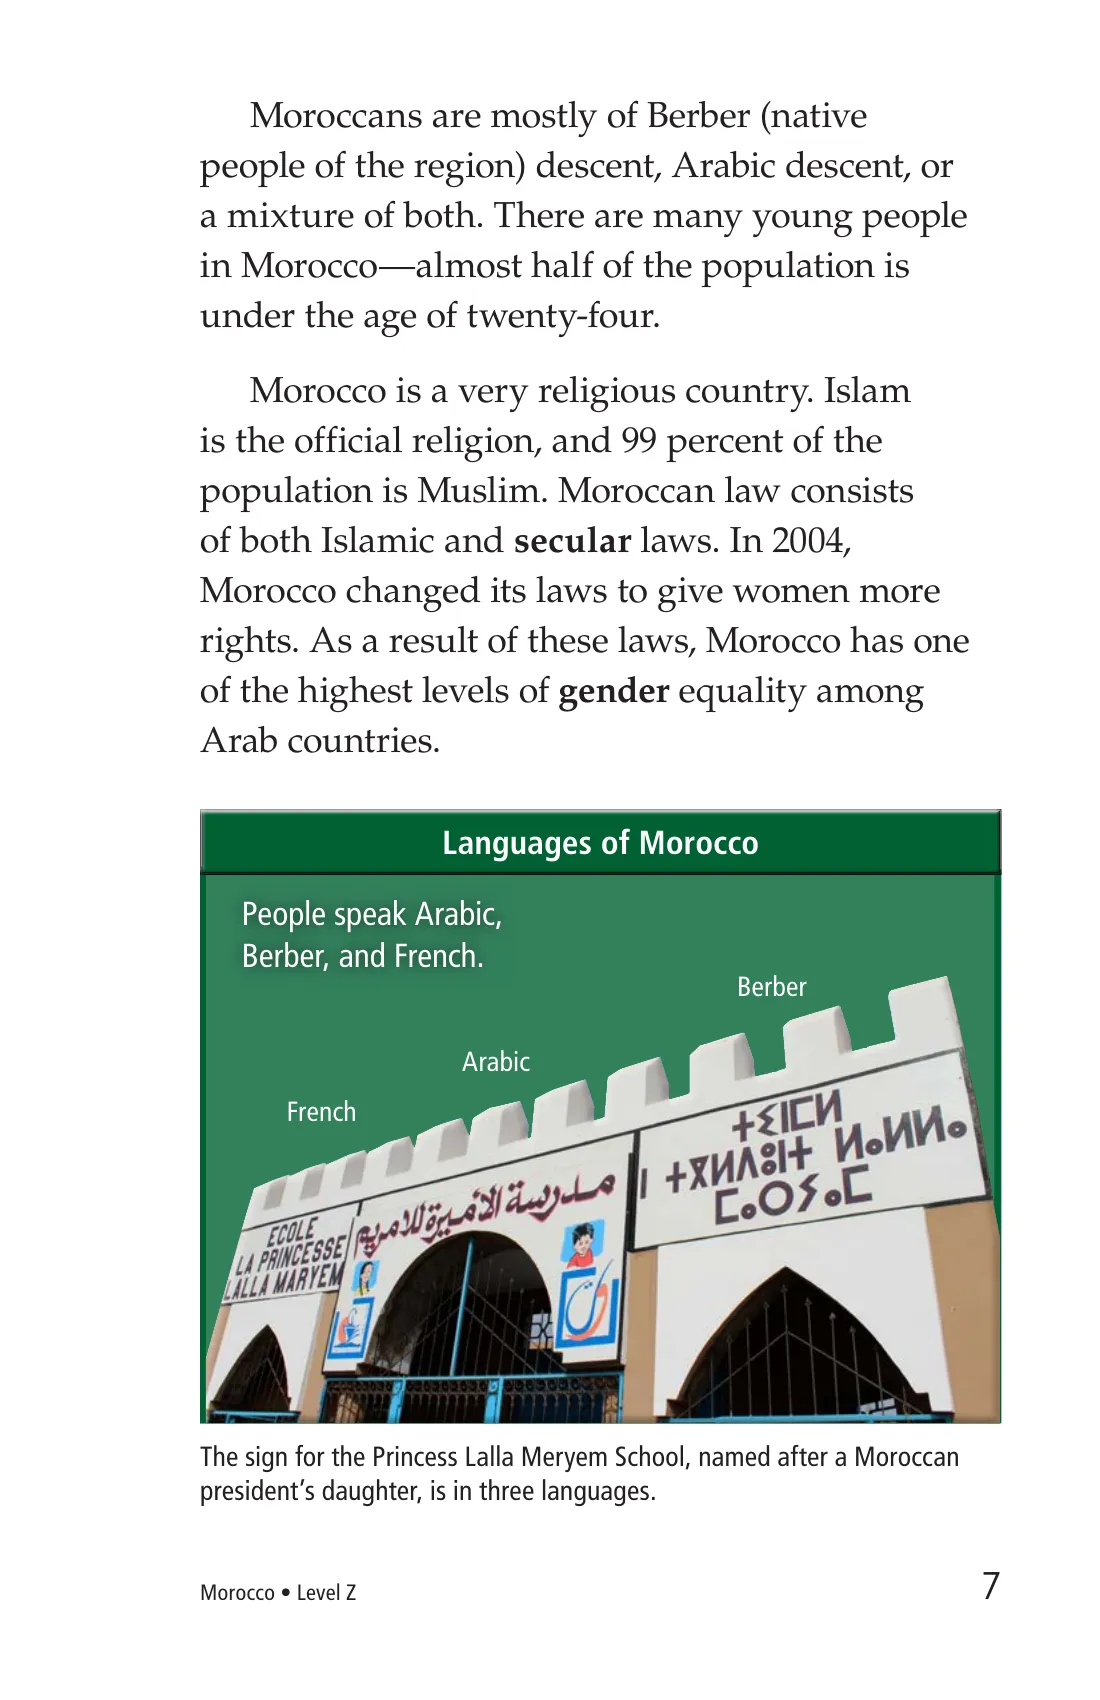 Moroccans are mostly of Berber (native
people of the region) descent, Arabic descent, or
a mixture of both. There are many young people
in Morocco—almost half of the population is
under the age of twenty-four.
Morocco is a very religious country. Islam
is the official religion, and 99 percent of the
population is Muslim. Moroccan law consists
of both Islamic and secular laws. In 2004,
Morocco changed its laws to give women more
rights. As a result of these laws, Morocco has one
of the highest levels of gender equality among
Arab countries.
Languages of Morocco
People speak Arabic,
Berber, and French.
French
Arabic
Berber
ECOLE
LA PRINCESSE
LALLA MARYEM
مدرسة الأميرة للا مريم
ⵜⵉⵏⵎⵍ
ⵏ ⵜⴳⵍⴷⵓⵏⵜ ⵍⴰⵍⵍⴰ
ⵎⴰⵔⵢⴰⵎ
The sign for the Princess Lalla Meryem School, named after a Moroccan
president’s daughter, is in three languages.
Morocco • Level Z
7